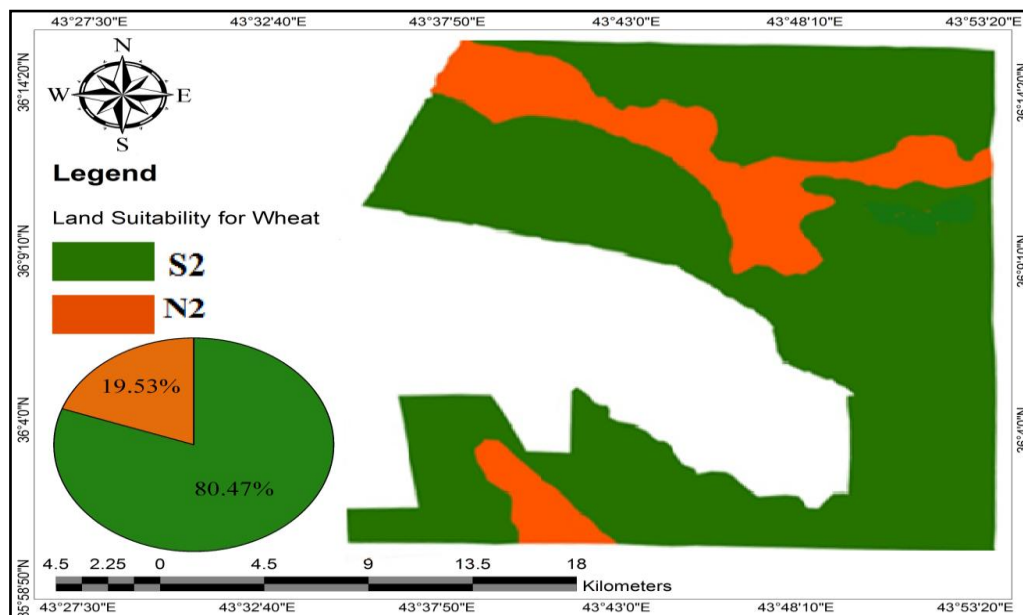 43°27'30"E 43°32'40"E 43°37'50"E 43°43'0"E 43°48'10"E 43°53'20"E
36°14'20"N
36°14'20"N
N
W E
S
Legend
Land Suitability for Wheat
S2
N2
36°9'10"N
36°9'10"N
19.53%
80.47%
36°4'0"N
36°4'0"N
4.5 2.25 0 4.5 9 13.5 18
Kilometers
35°58'50"N
43°27'30"E 43°32'40"E 43°37'50"E 43°43'0"E 43°48'10"E 43°53'20"E